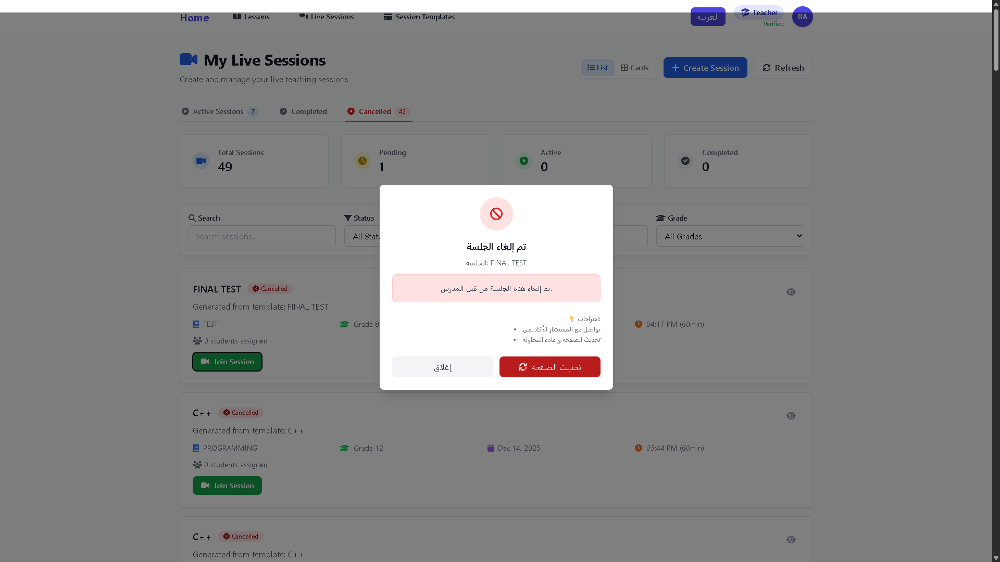 Home
Lessons
Live Sessions
Session Templates
العربية
Teacher
Verified
RA
My Live Sessions
Create and manage your live teaching sessions
List
Cards
Create Session
Refresh
Active Sessions 7
Completed
Cancelled 42
Total Sessions
49
Pending
1
Active
0
Completed
0
Search
Search sessions...
Status
All Statu
Grade
All Grades
تم إلغاء الجلسة
الجلسة: FINAL TEST
تم إلغاء هذه الجلسة من قبل المدرس.
💡 اقتراحات:
• تواصل مع المستشار الأكاديمي
• تحديث الصفحة وإعادة المحاولة
إغلاق
تحديث الصفحة
FINAL TEST Cancelled
Generated from template: FINAL TEST
TEST
Grade 8
04:17 PM (60min)
0 students assigned
Join Session
C++ Cancelled
Generated from template: C++
PROGRAMMING
Grade 12
Dec 14, 2025
03:44 PM (60min)
0 students assigned
Join Session
C++ Cancelled
Generated from template: C++